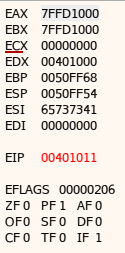 EAX 7FFD1000
EBX 7FFD1000
ECX 00000000
EDX 00401000
EBP 0050FF68
ESP 0050FF54
ESI 65737341
EDI 00000000
EIP 00401011
EFLAGS 00000206
ZF 0 PF 1 AF 0
OF 0 SF 0 DF 0
CF 0 TF 0 IF 1